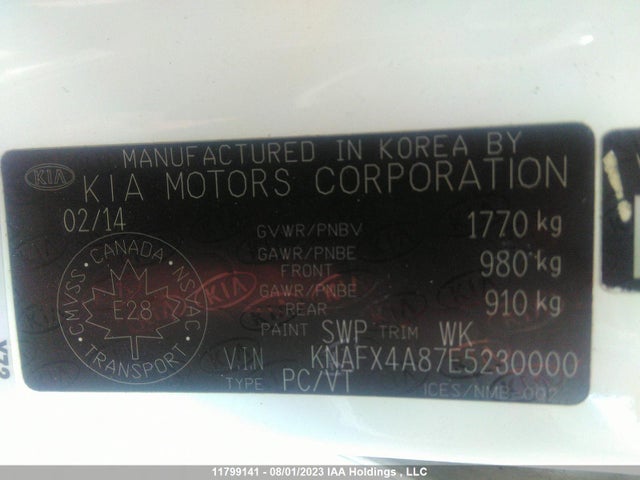 MANUFACTURED IN KOREA BY
KIA KIA MOTORS CORPORATION
02/14
GVWR/PNBV 1770 kg
GAWR/PNBE FRONT 980 kg
GAWR/PNBE REAR 910 kg
PAINT SWP TRIM WK
V.I.N KNAFX4A87E5230000
TYPE PC/VT
ICES/NMB-002
CANADA
CMVSS NSVAC
E28
TRANSPORT
11799141 - 08/01/2023 IAA Holdings , LLC